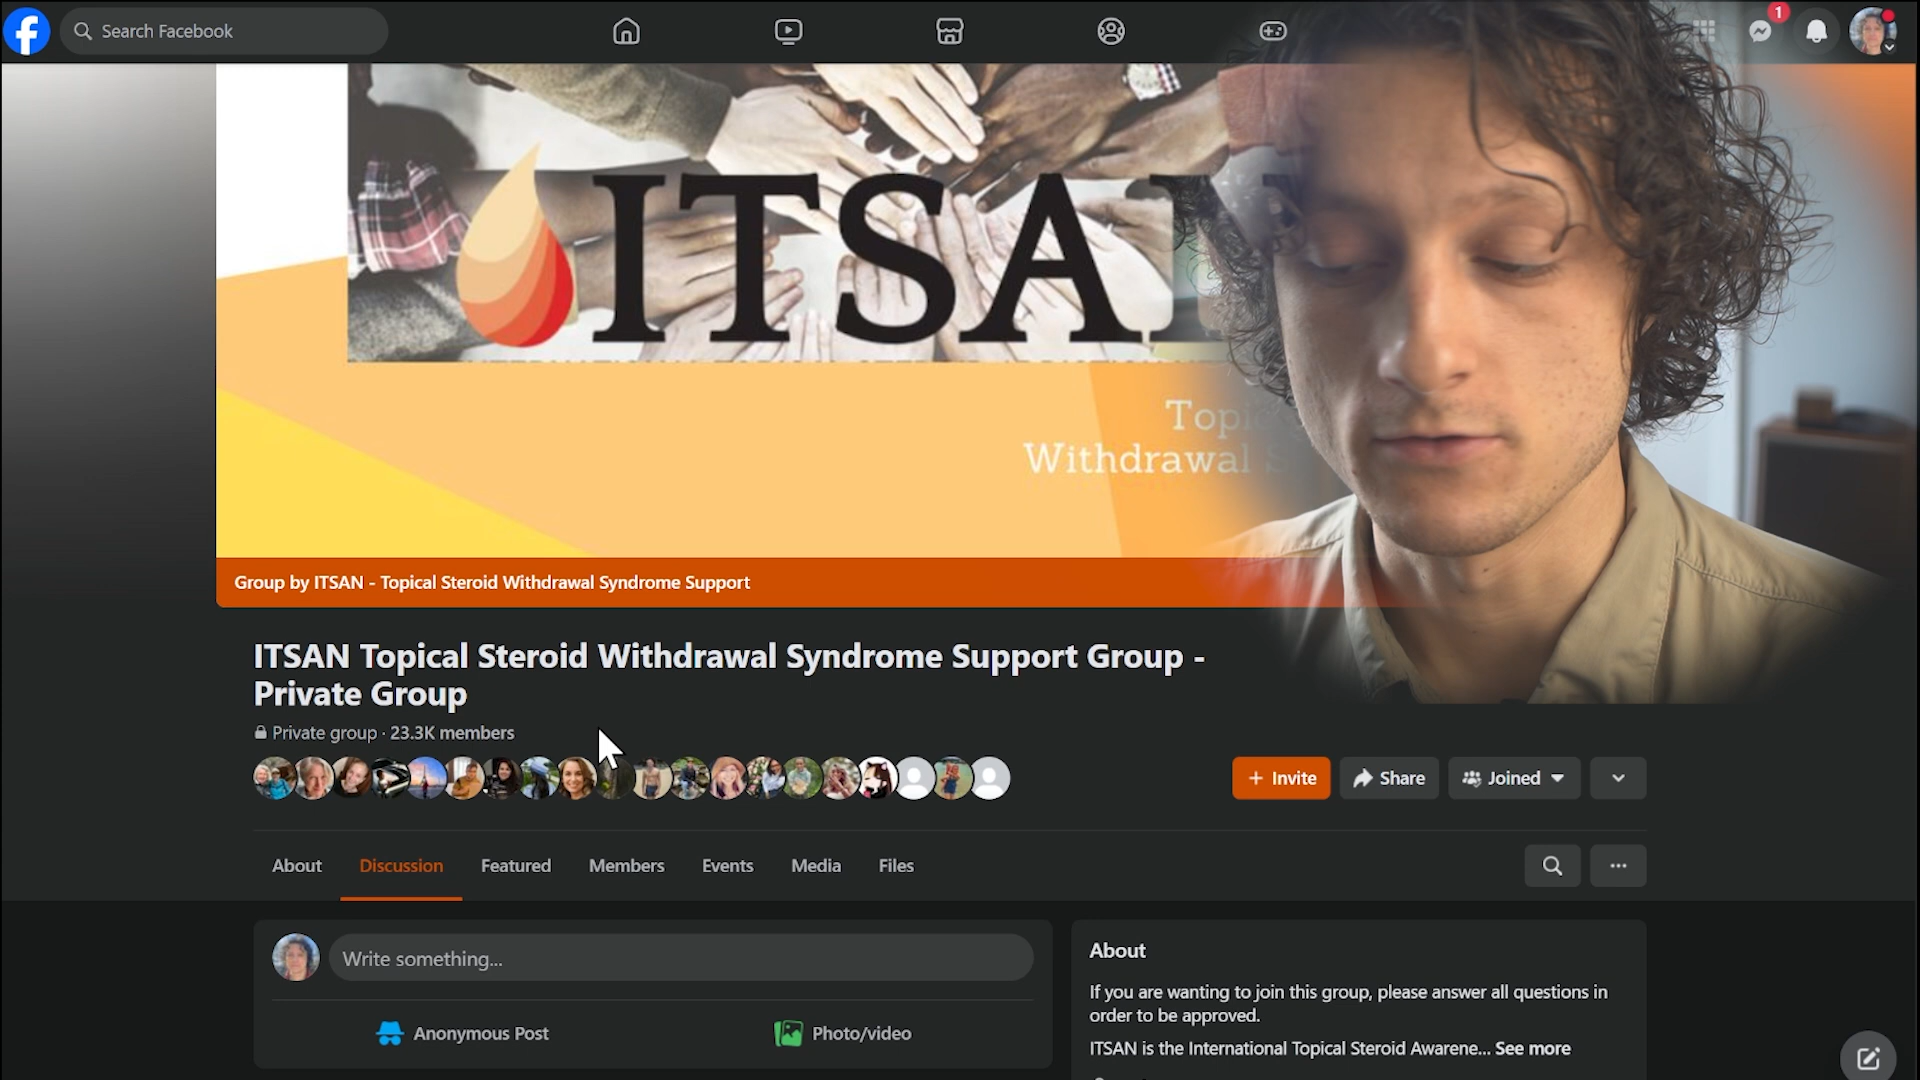 Search Facebook
1
ITSA
Withdrawal
Group by ITSAN - Topical Steroid Withdrawal Syndrome Support
ITSAN Topical Steroid Withdrawal Syndrome Support Group -
Private Group
Private group · 23.3K members
+ Invite
Share
Joined
About
Discussion
Featured
Members
Events
Media
Files
Write something...
Anonymous Post
Photo/video
About
If you are wanting to join this group, please answer all questions in
order to be approved.
ITSAN is the International Topical Steroid Awarene... See more